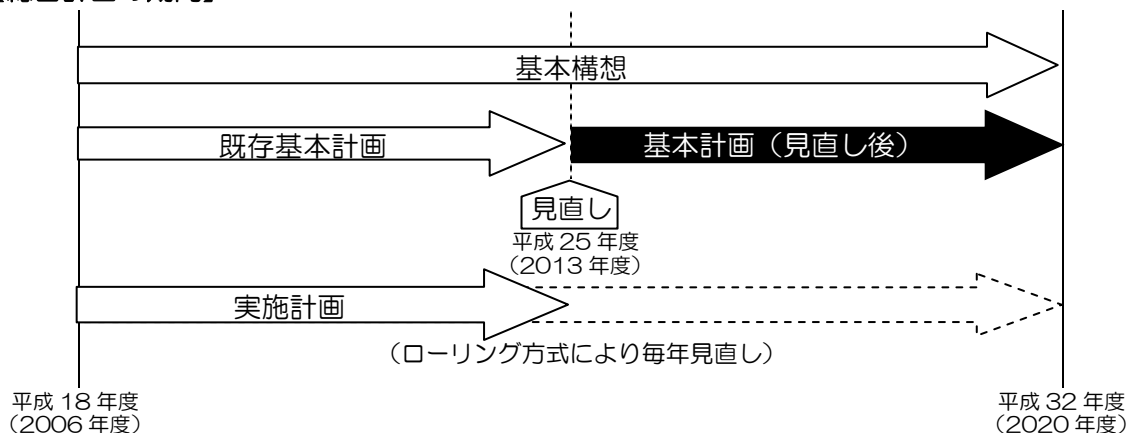 基本構想
既存基本計画
基本計画（見直し後）
見直し
平成 25 年度
（2013 年度）
実施計画
（ローリング方式により毎年見直し）
平成 18 年度
（2006 年度）
平成 32 年度
（2020 年度）